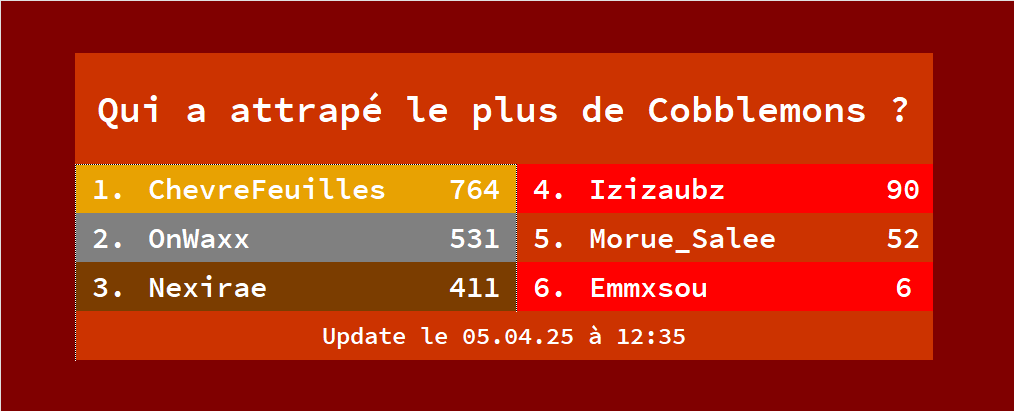 Qui a attrapé le plus de Cobblemons ?
1. ChevreFeuilles 764
2. OnWaxx 531
3. Nexirae 411
4. Izizaubz 90
5. Morue_Salee 52
6. Emmxsou 6
Update le 05.04.25 à 12:35